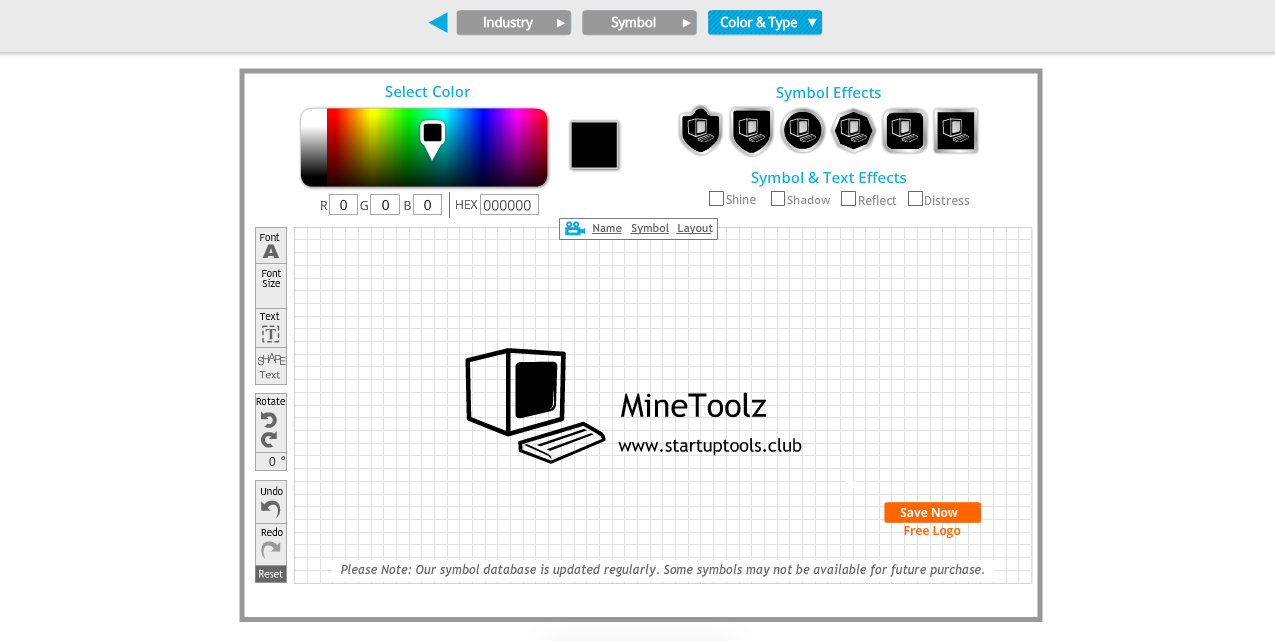 Industry
Symbol
Color & Type
Select Color
Symbol Effects
Symbol & Text Effects
R 0 G 0 B 0 HEX 000000
Shine Shadow Reflect Distress
Name Symbol Layout
Font
A
Font
Size
Text
T
SHAPE
Text
Rotate
0 °
Undo
Redo
Reset
MineToolz
www.startuptools.club
Save Now
Free Logo
Please Note: Our symbol database is updated regularly. Some symbols may not be available for future purchase.